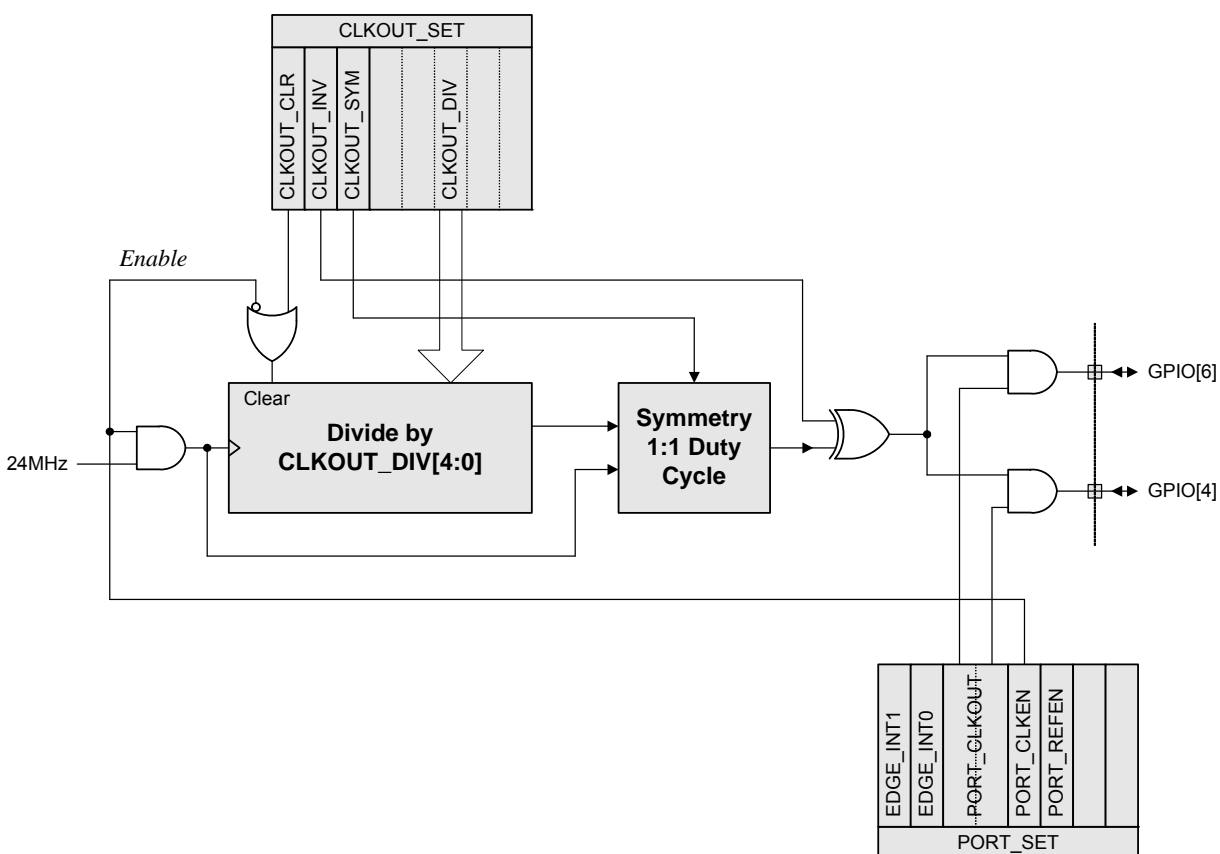 CLKOUT_SET
CLKOUT_CLR
CLKOUT_INV
CLKOUT_SYM
CLKOUT_DIV
Enable
Clear
Divide by
CLKOUT_DIV[4:0]
24MHz
Symmetry
1:1 Duty
Cycle
GPIO[6]
GPIO[4]
EDGE_INT1
EDGE_INT0
PORT_CLKOUT
PORT_CLKEN
PORT_REFEN
PORT_SET